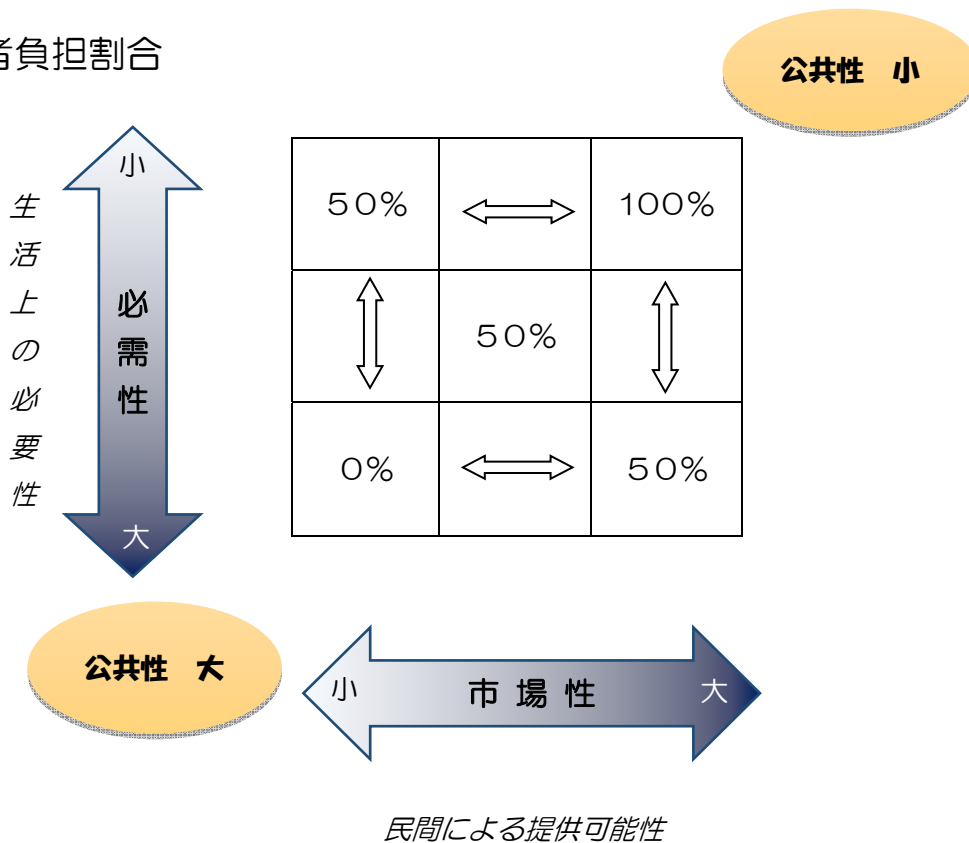 者負担割合
公共性 小
小
生活上の必要性
必需性
大
50% 100%
50%
0% 50%
公共性 大
小 市場性 大
民間による提供可能性